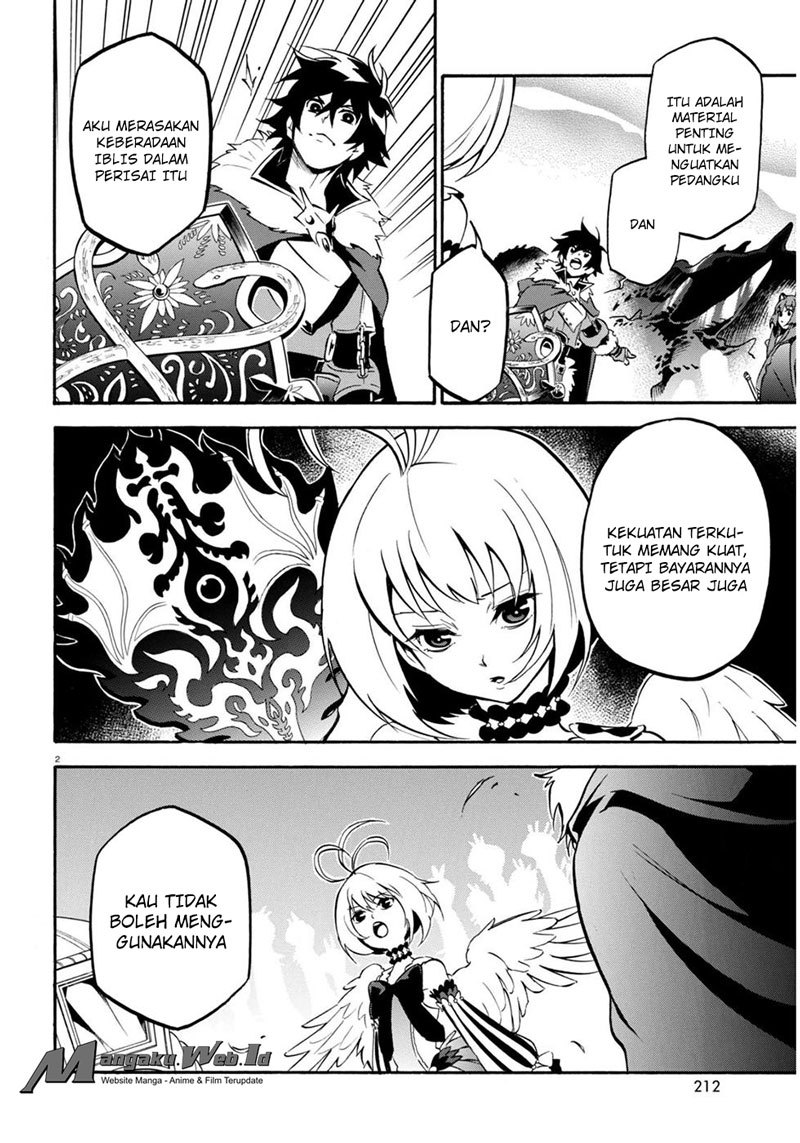 ITU ADALAH
MATERIAL
PENTING
UNTUK ME-
NGUATKAN
PEDANGKU
DAN
DAN?
AKU MERASAKAN
KEBERADAAN
IBLIS DALAM
PERISAI ITU
KEKUATAN TERKU-
TUK MEMANG KUAT,
TETAPI BAYARANNYA
JUGA BESAR JUGA
2
KAU TIDAK
BOLEH MENG-
GUNAKANNYA
Mangaku.Web.Id
Website Manga - Anime & Film Terupdate
212